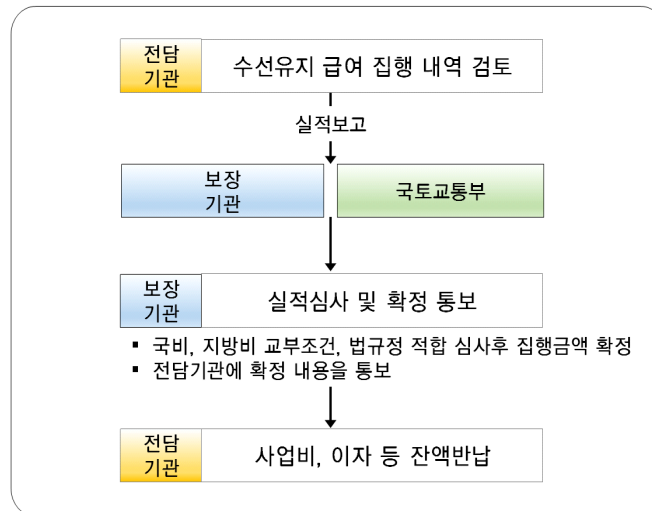 전담
기관
수선유지 급여 집행 내역 검토
실적보고
보장
기관
국토교통부
보장
기관
실적심사 및 확정 통보
▪ 국비, 지방비 교부조건, 법규정 적합 심사후 집행금액 확정
▪ 전담기관에 확정 내용을 통보
전담
기관
사업비, 이자 등 잔액반납